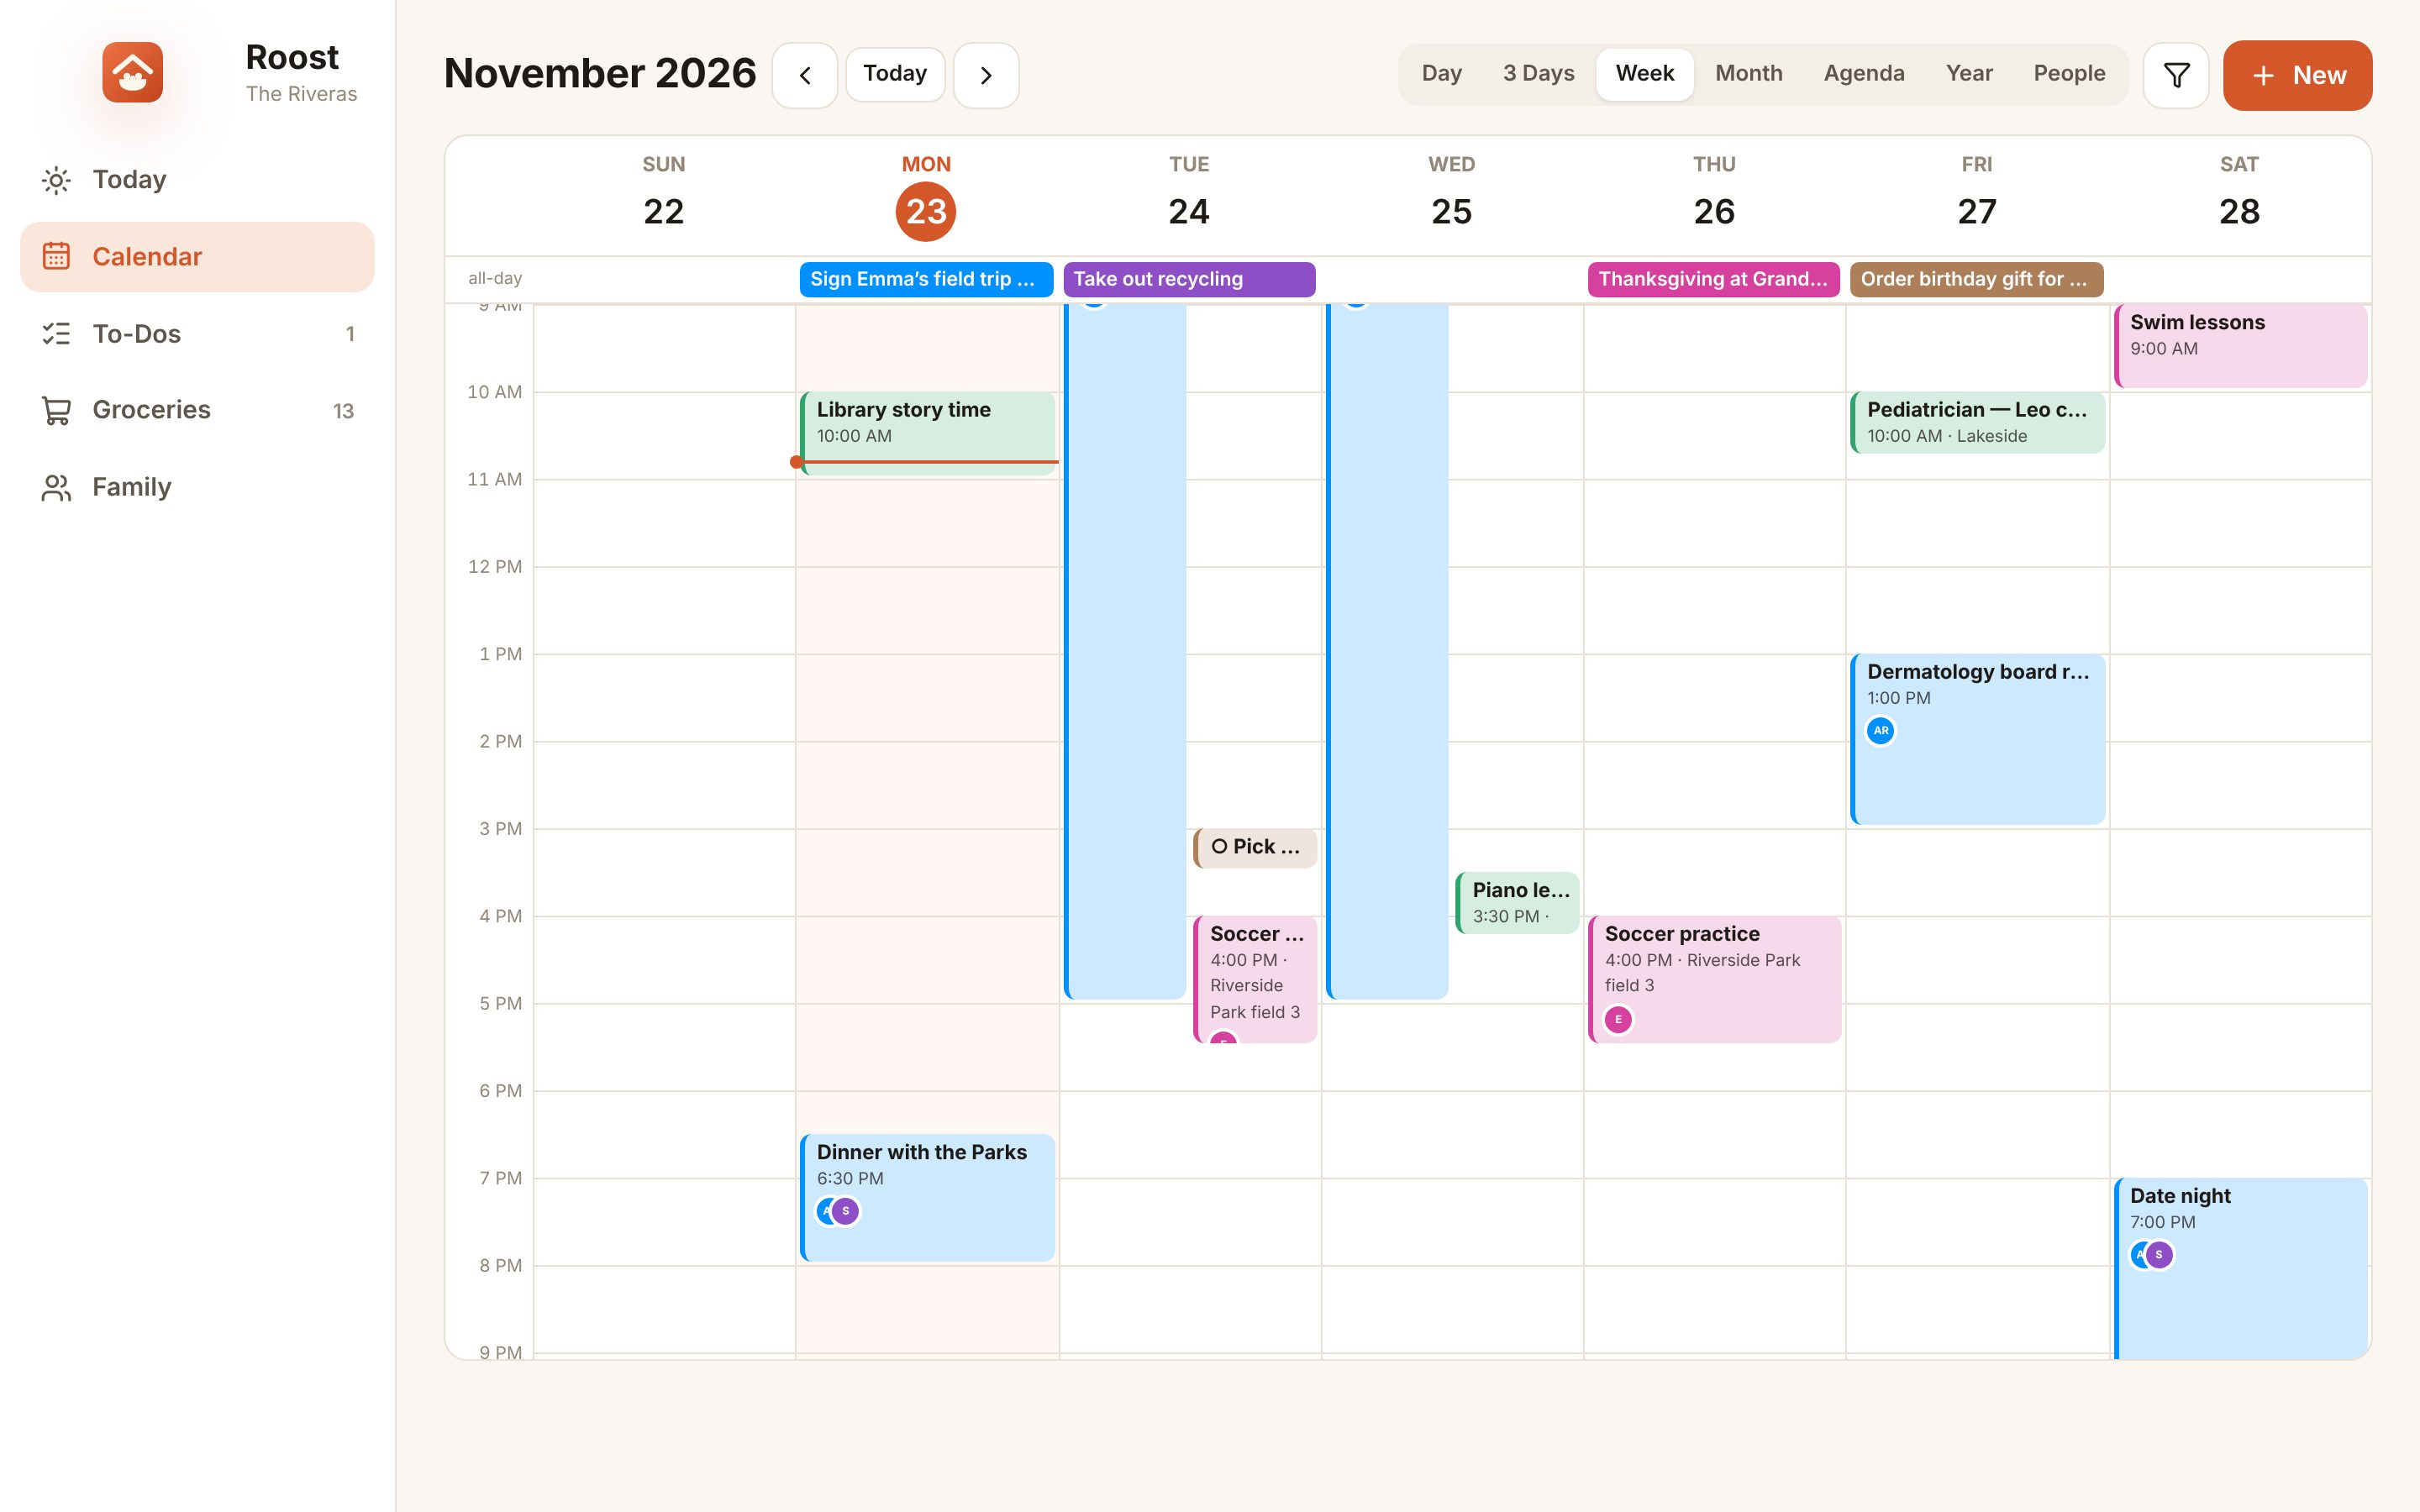 Roost
The Riveras
Today
Calendar
To-Dos 1
Groceries 13
Family
November 2026
Today
Day 3 Days Week Month Agenda Year People
New
SUN MON TUE WED THU FRI SAT
22 23 24 25 26 27 28
all-day
Sign Emma’s field trip ...
Take out recycling
Thanksgiving at Grand...
Order birthday gift for ...
9 AM
10 AM
11 AM
12 PM
1 PM
2 PM
3 PM
4 PM
5 PM
6 PM
7 PM
8 PM
9 PM
Library story time
10:00 AM
Dinner with the Parks
6:30 PM
A S
Pick ...
Soccer ...
4:00 PM ·
Riverside
Park field 3
Piano le...
3:30 PM ·
Soccer practice
4:00 PM · Riverside Park
field 3
E
Pediatrician — Leo c...
10:00 AM · Lakeside
Dermatology board r...
1:00 PM
AR
Swim lessons
9:00 AM
Date night
7:00 PM
A S